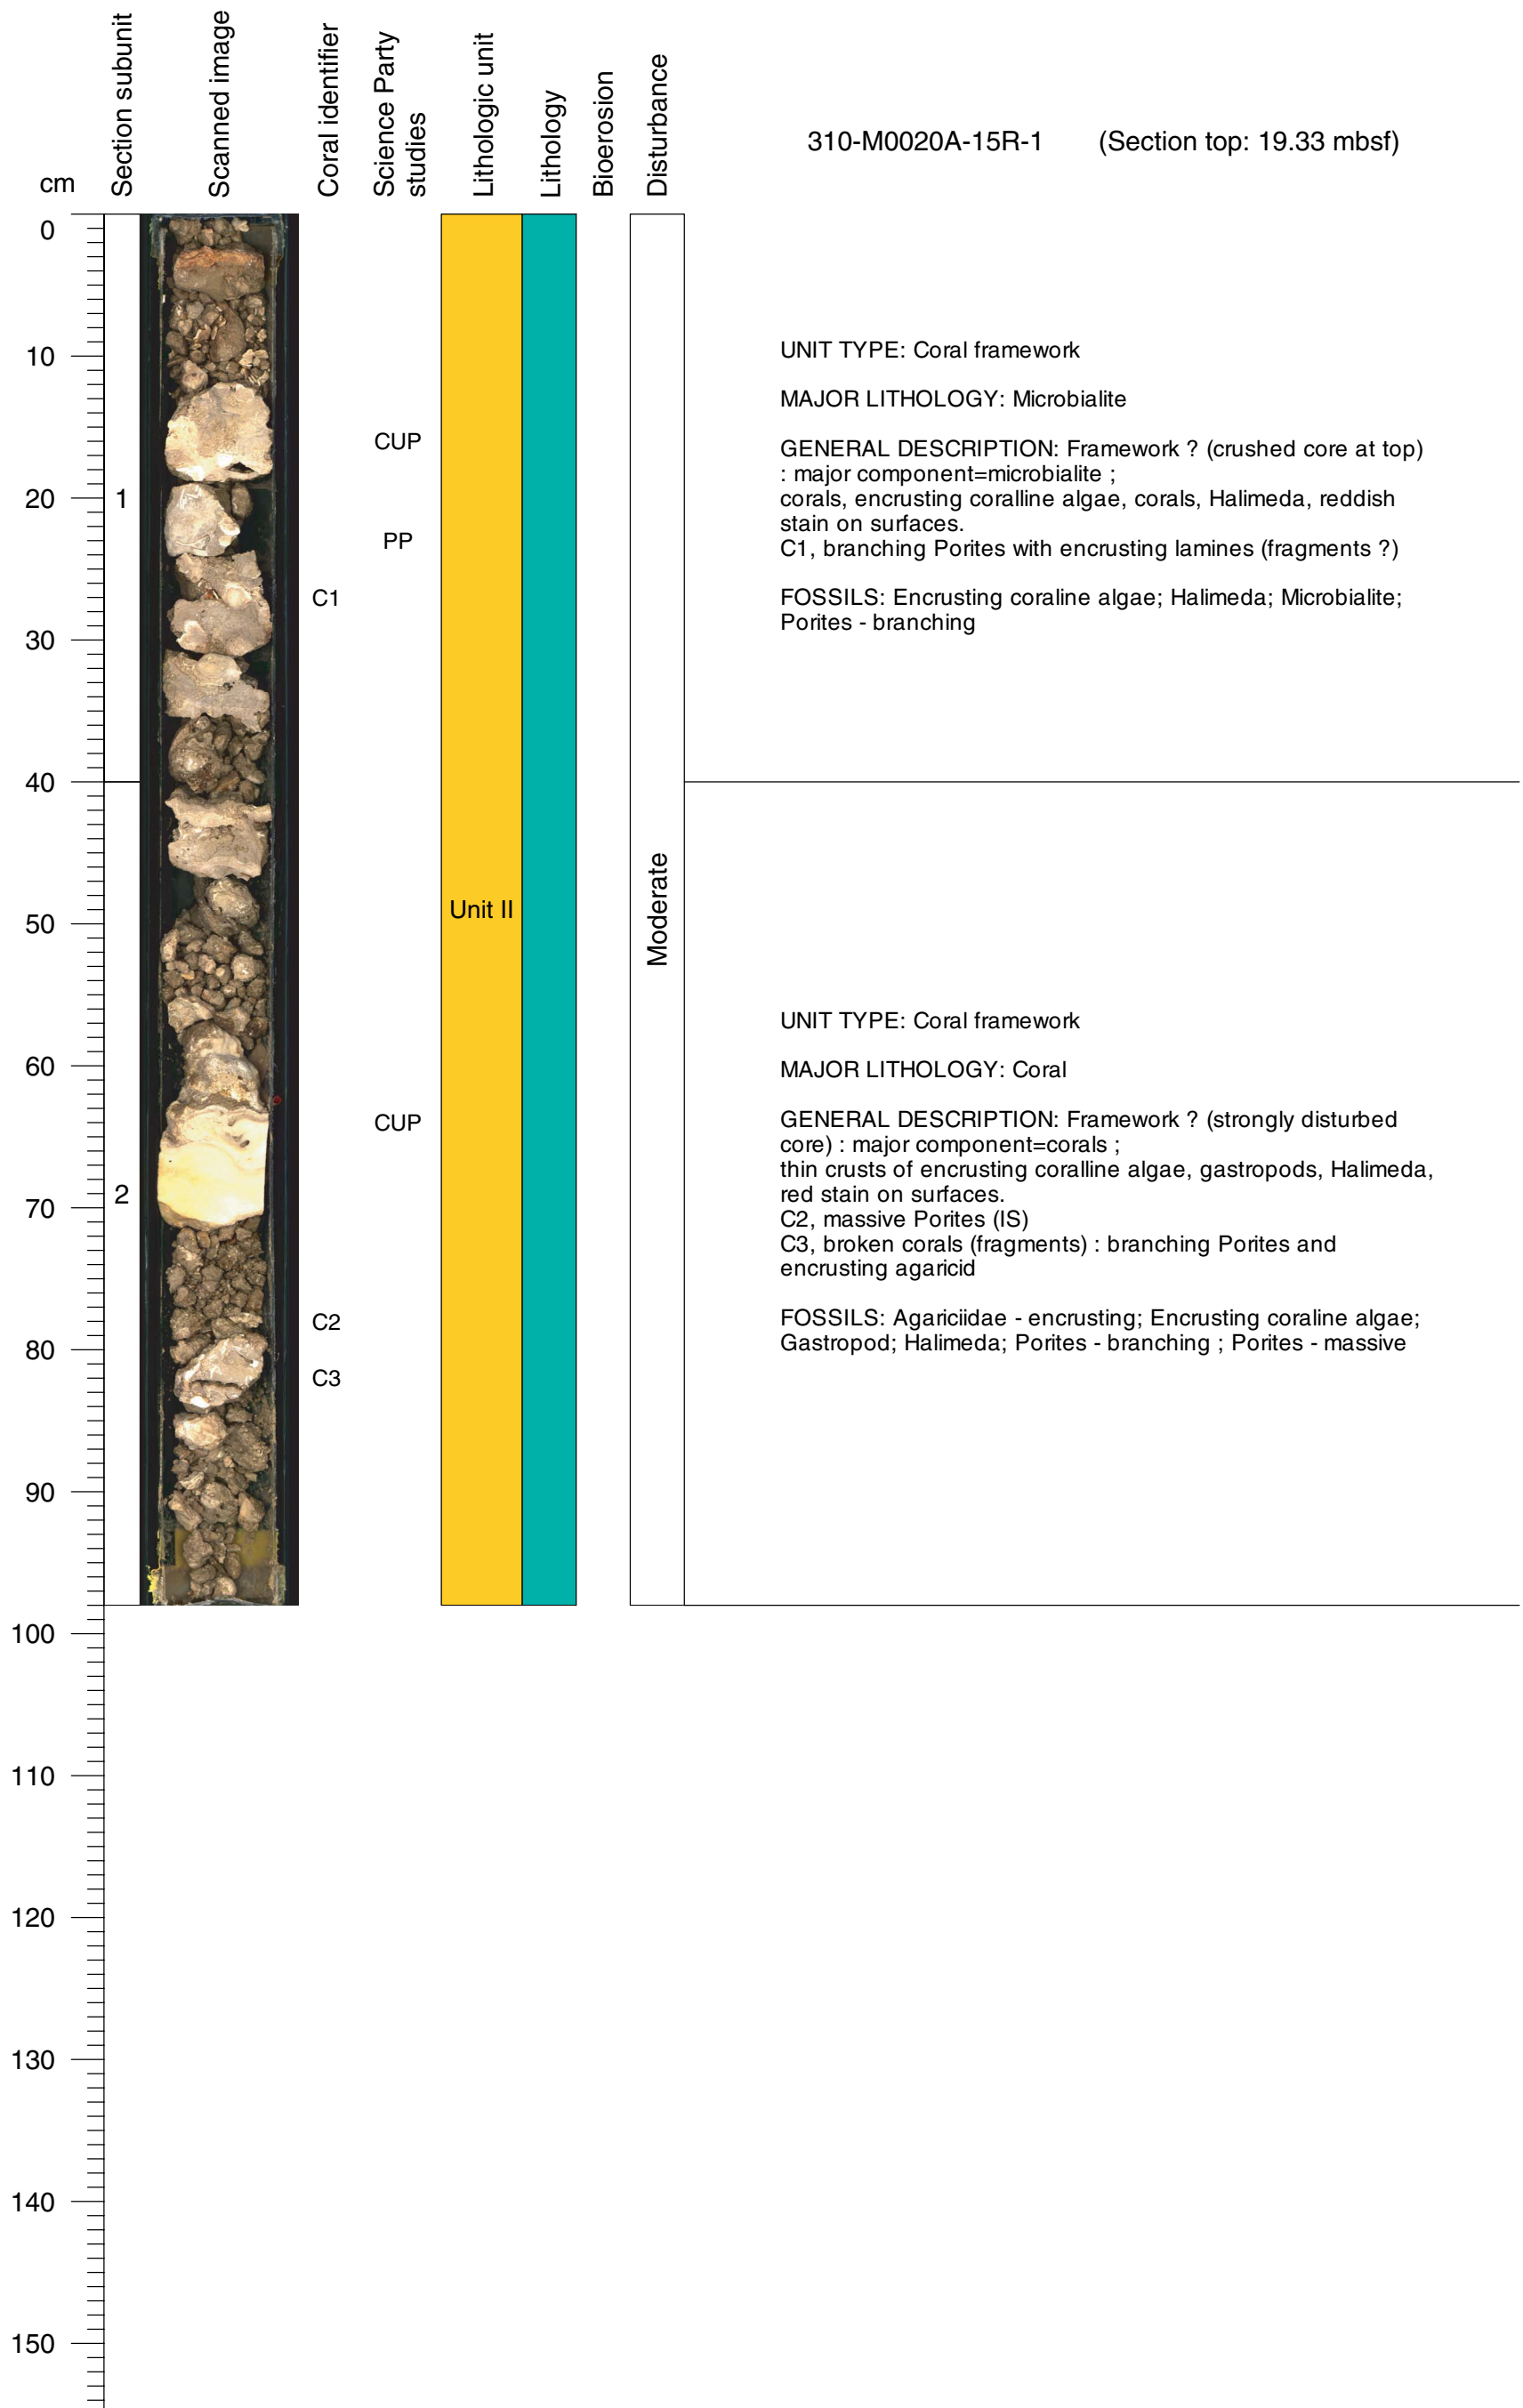 cm
Section subunit
Scanned image
Coral identifier
Science Party
studies
Lithologic unit
Lithology
Bioerosion
Disturbance
310-M0020A-15R-1 (Section top: 19.33 mbsf)
0
10
20
30
40
50
60
70
80
90
100
110
120
130
140
150
1
2
C1
C2
C3
CUP
PP
CUP
Unit II
Moderate
UNIT TYPE: Coral framework
MAJOR LITHOLOGY: Microbialite
GENERAL DESCRIPTION: Framework ? (crushed core at top)
: major component=microbialite ;
corals, encrusting coralline algae, corals, Halimeda, reddish
stain on surfaces.
C1, branching Porites with encrusting lamines (fragments ?)
FOSSILS: Encrusting coraline algae; Halimeda; Microbialite;
Porites - branching
UNIT TYPE: Coral framework
MAJOR LITHOLOGY: Coral
GENERAL DESCRIPTION: Framework ? (strongly disturbed
core) : major component=corals ;
thin crusts of encrusting coralline algae, gastropods, Halimeda,
red stain on surfaces.
C2, massive Porites (IS)
C3, broken corals (fragments) : branching Porites and
encrusting agaricid
FOSSILS: Agariciidae - encrusting; Encrusting coraline algae;
Gastropod; Halimeda; Porites - branching ; Porites - massive